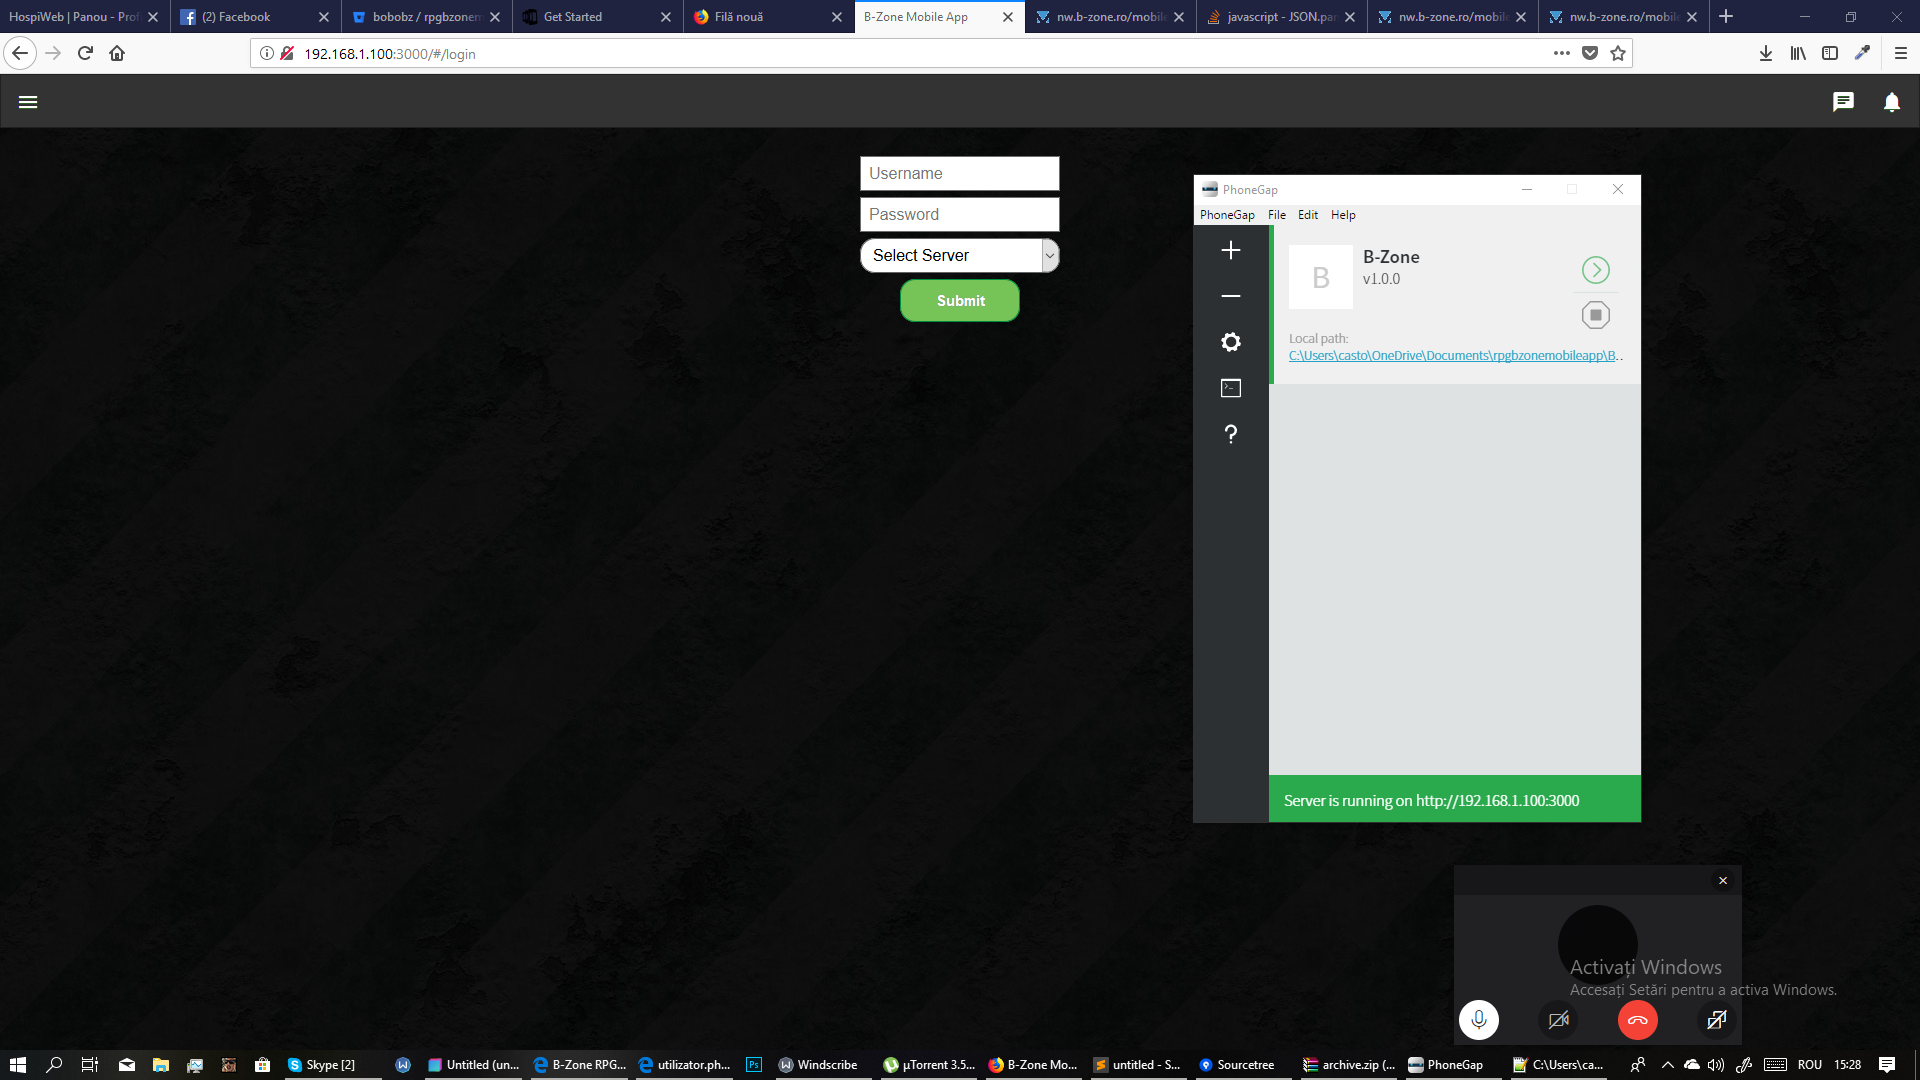 HospiWeb | Panou - Prof
(2) Facebook
bobobz / rpgbzonem
Get Started
Filă nouă
B-Zone Mobile App
nw.b-zone.ro/mobile
javascript - JSON.par
nw.b-zone.ro/mobile
nw.b-zone.ro/mobile
192.168.1.100:3000/#/login
Username
Password
Select Server
Submit
PhoneGap
PhoneGap File Edit Help
B
B-Zone
v1.0.0
Local path:
C:\Users\casto\OneDrive\Documents\rpgbzonemobileapp\B...
Server is running on http://192.168.1.100:3000
Activați Windows
Accesați Setări pentru a activa Windows.
Skype [2]
Untitled (un...
B-Zone RPG...
utilizator.ph...
Ps
Windscribe
µTorrent 3.5...
B-Zone Mo...
untitled - S...
Sourcetree
archive.zip (...
PhoneGap
C:\Users\ca...
ROU
15:28